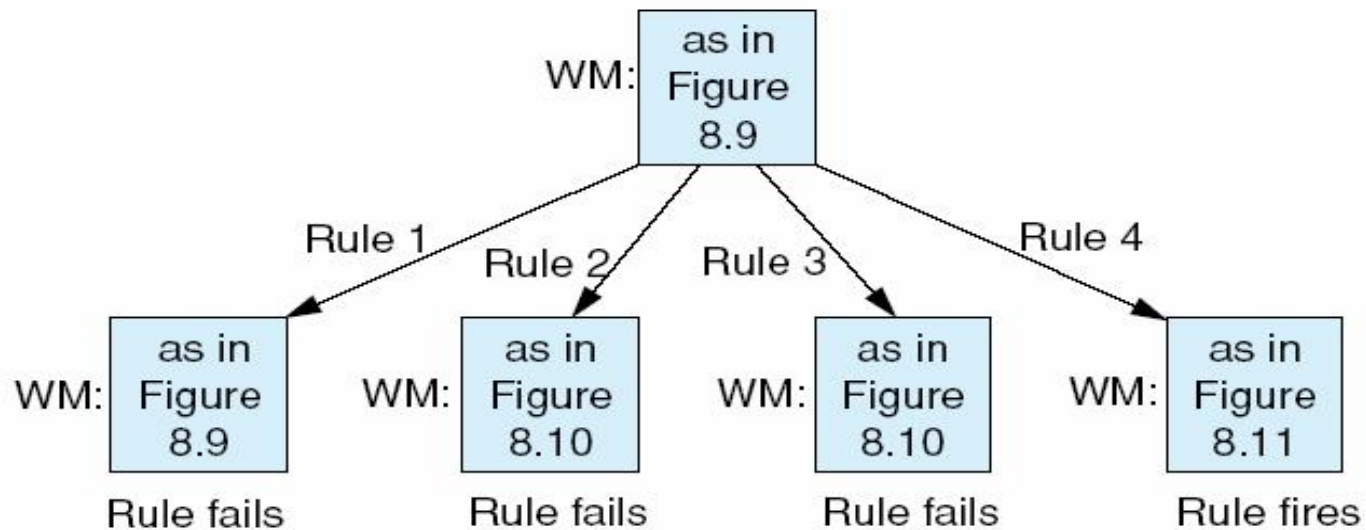 WM:
as in
Figure
8.9
Rule 1
Rule 2
Rule 3
Rule 4
WM:
as in
Figure
8.9
WM:
as in
Figure
8.10
WM:
as in
Figure
8.10
WM:
as in
Figure
8.11
Rule fails
Rule fails
Rule fails
Rule fires